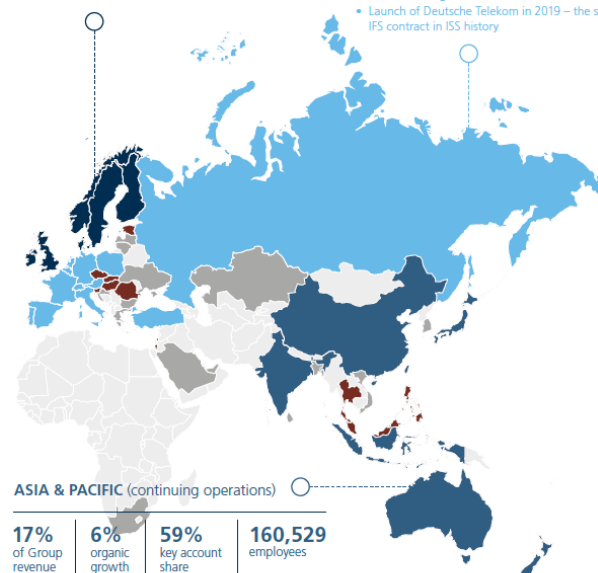 • Launch of Deutsche Telekom in 2019 – the s
IFS contract in ISS history
ASIA & PACIFIC (continuing operations)
17%
of Group
revenue
6%
organic
growth
59%
key account
share
160,529
employees